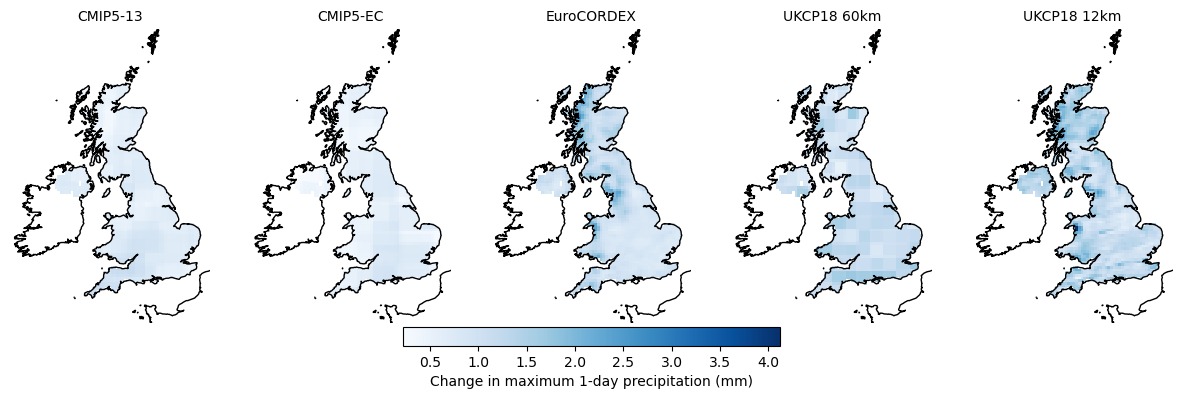 CMIP5-13 CMIP5-EC EuroCORDEX UKCP18 60km UKCP18 12km
0.5 1.0 1.5 2.0 2.5 3.0 3.5 4.0
Change in maximum 1-day precipitation (mm)